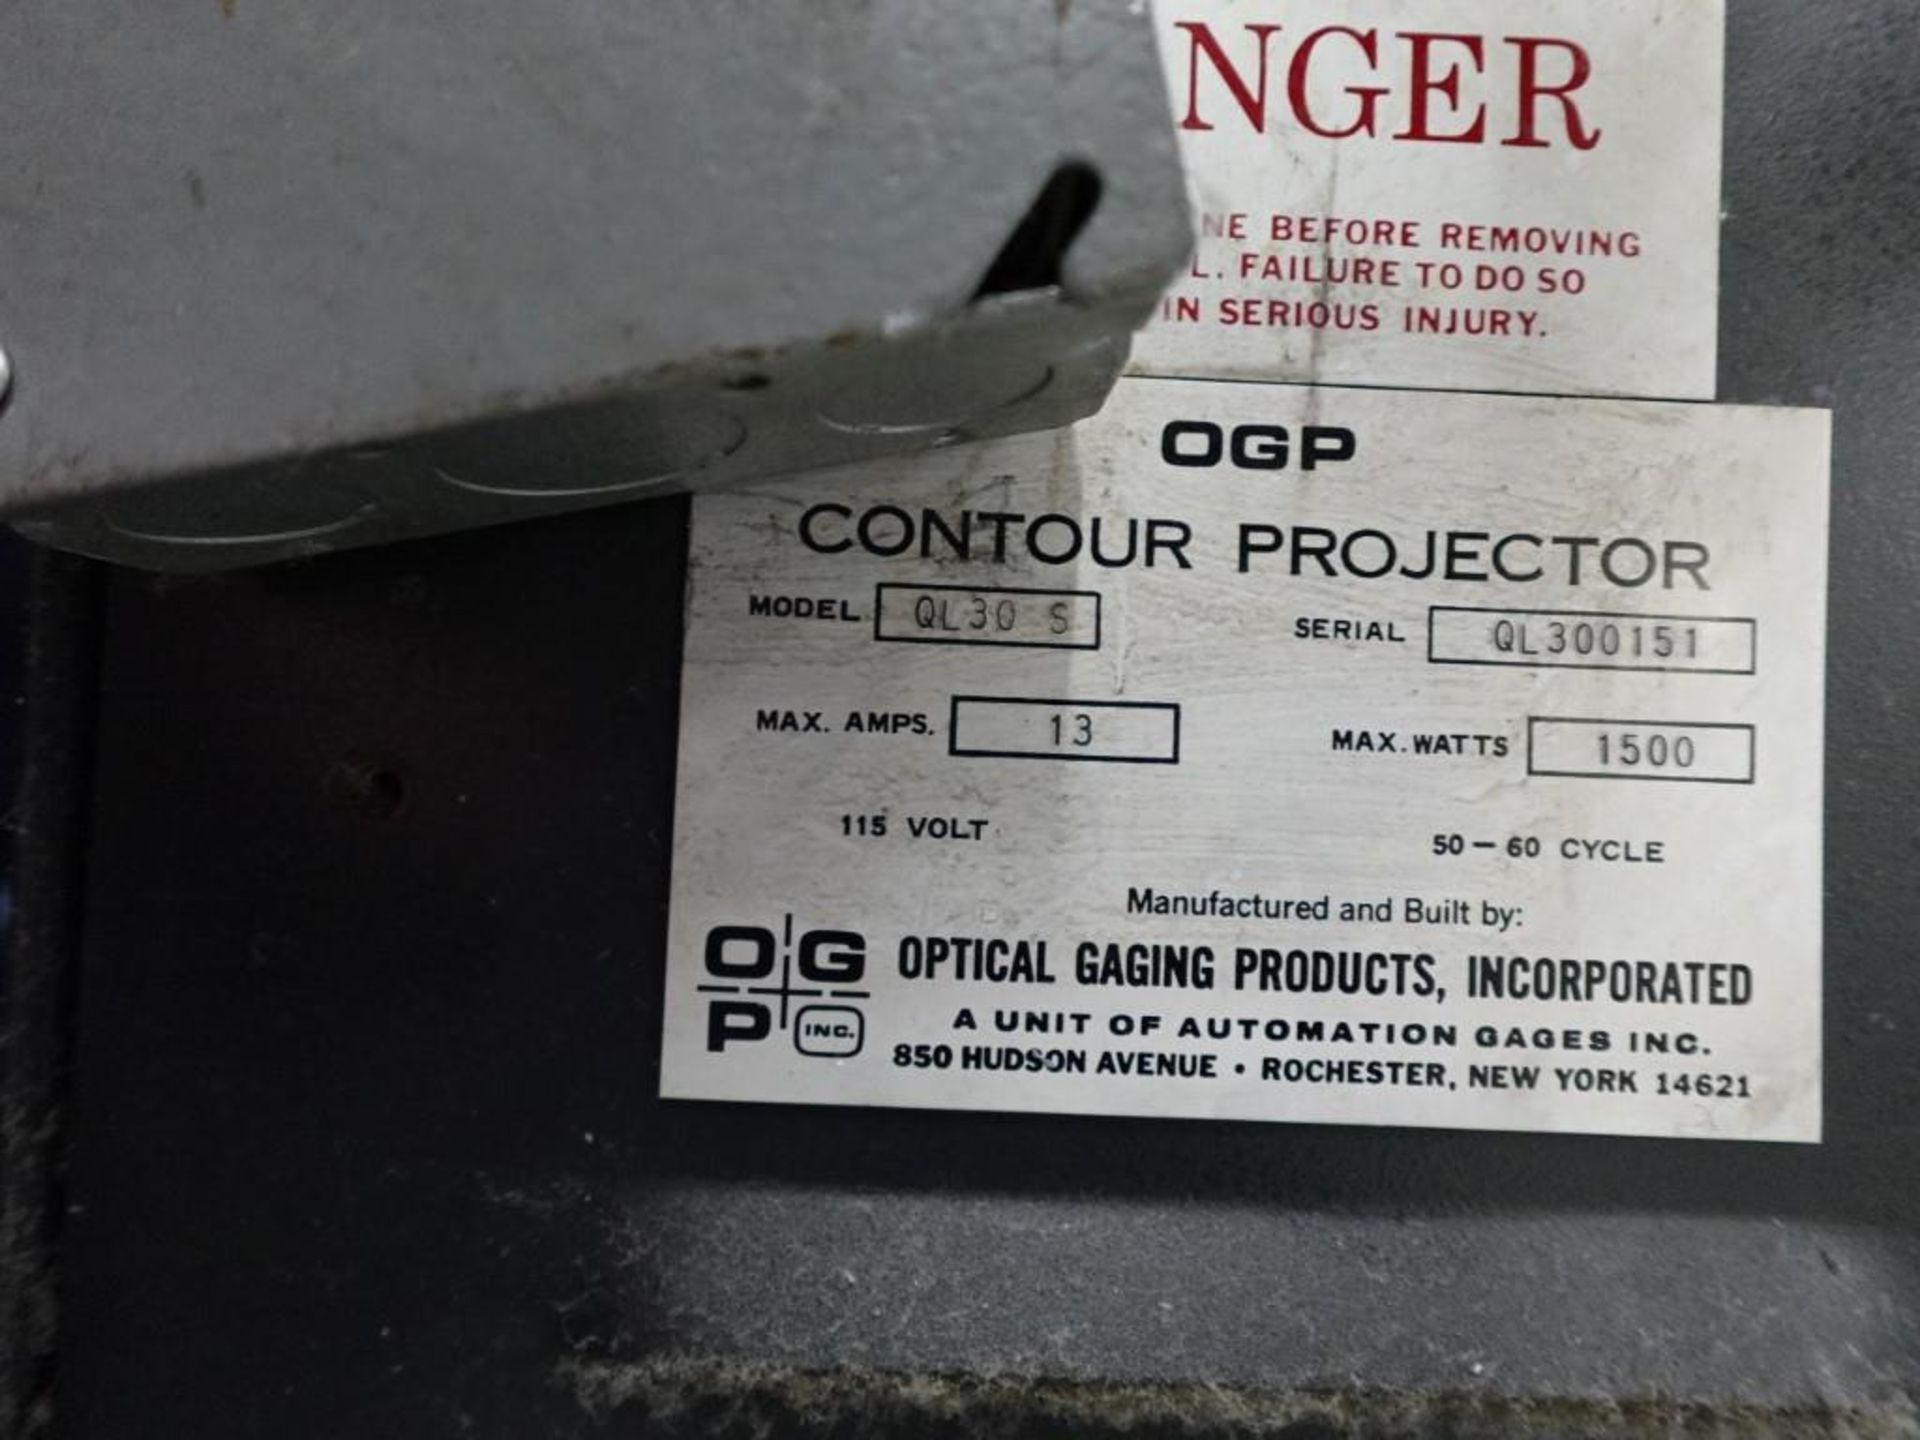 NGER
NE BEFORE REMOVING
L. FAILURE TO DO SO
IN SERIOUS INJURY.
OGP
CONTOUR PROJECTOR
MODEL QL30 S SERIAL QL300151
MAX. AMPS. 13 MAX. WATTS 1500
115 VOLT 50 - 60 CYCLE
Manufactured and Built by:
OG
P INC.
OPTICAL GAGING PRODUCTS, INCORPORATED
A UNIT OF AUTOMATION GAGES INC.
850 HUDSON AVENUE • ROCHESTER, NEW YORK 14621